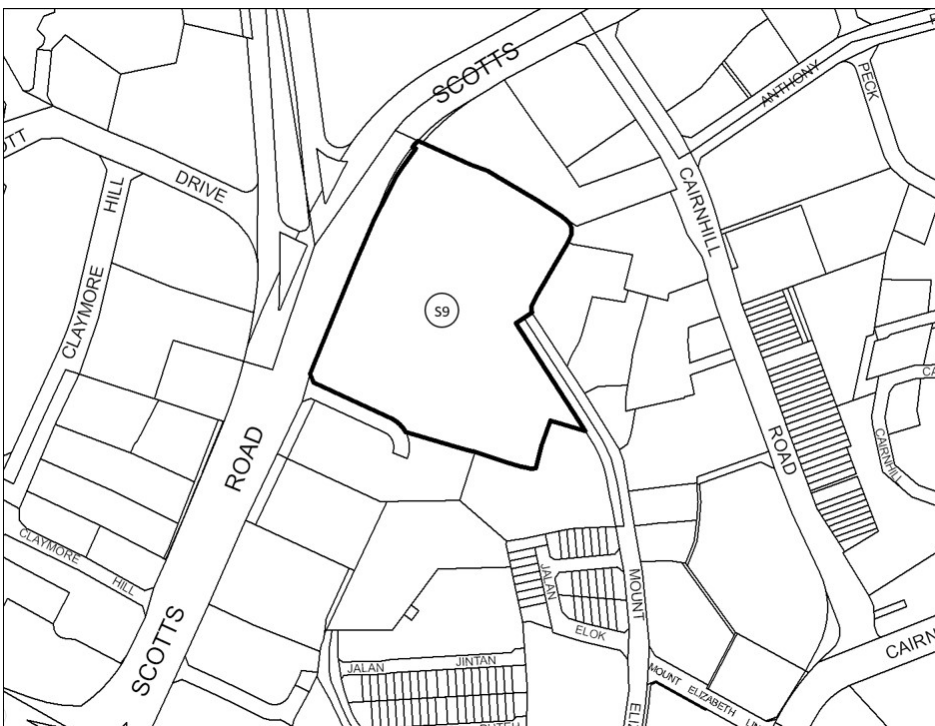 SCOTTS
ANTHONY
PECK
OTT
DRIVE
HILL
CLAYMORE
CAIRNHILL
S9
ROAD
ROAD
CAIRNHILL
CLAYMORE
HILL
SCOTTS
JALAN
ELOK
MOUNT
JALAN
JINTAN
MOUNT
ELIZABETH
CAIRN